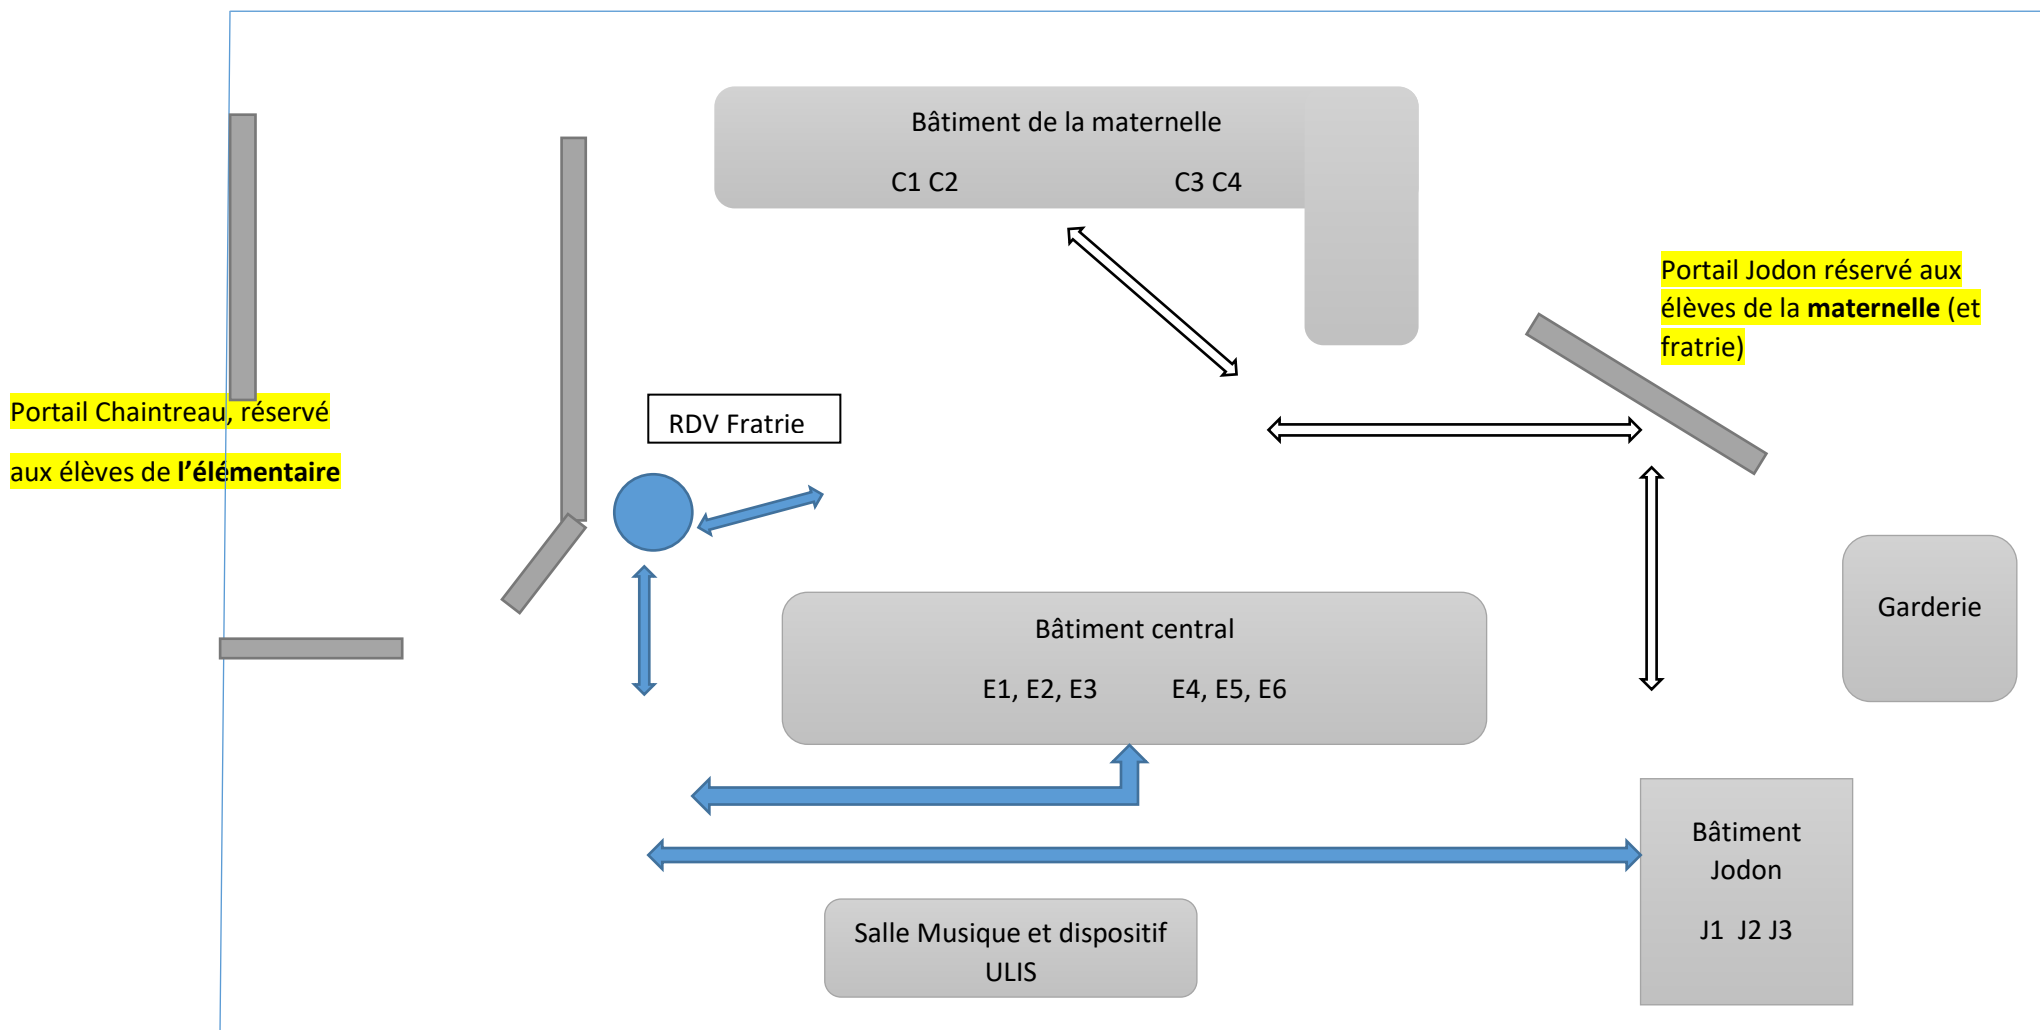 Bâtiment de la maternelle
C1 C2 C3 C4
Portail Jodon réservé aux
élèves de la maternelle (et
fratrie)
Portail Chaintreau, réservé
aux élèves de l’élémentaire
RDV Fratrie
Garderie
Bâtiment central
E1, E2, E3 E4, E5, E6
Bâtiment
Jodon
J1 J2 J3
Salle Musique et dispositif
ULIS